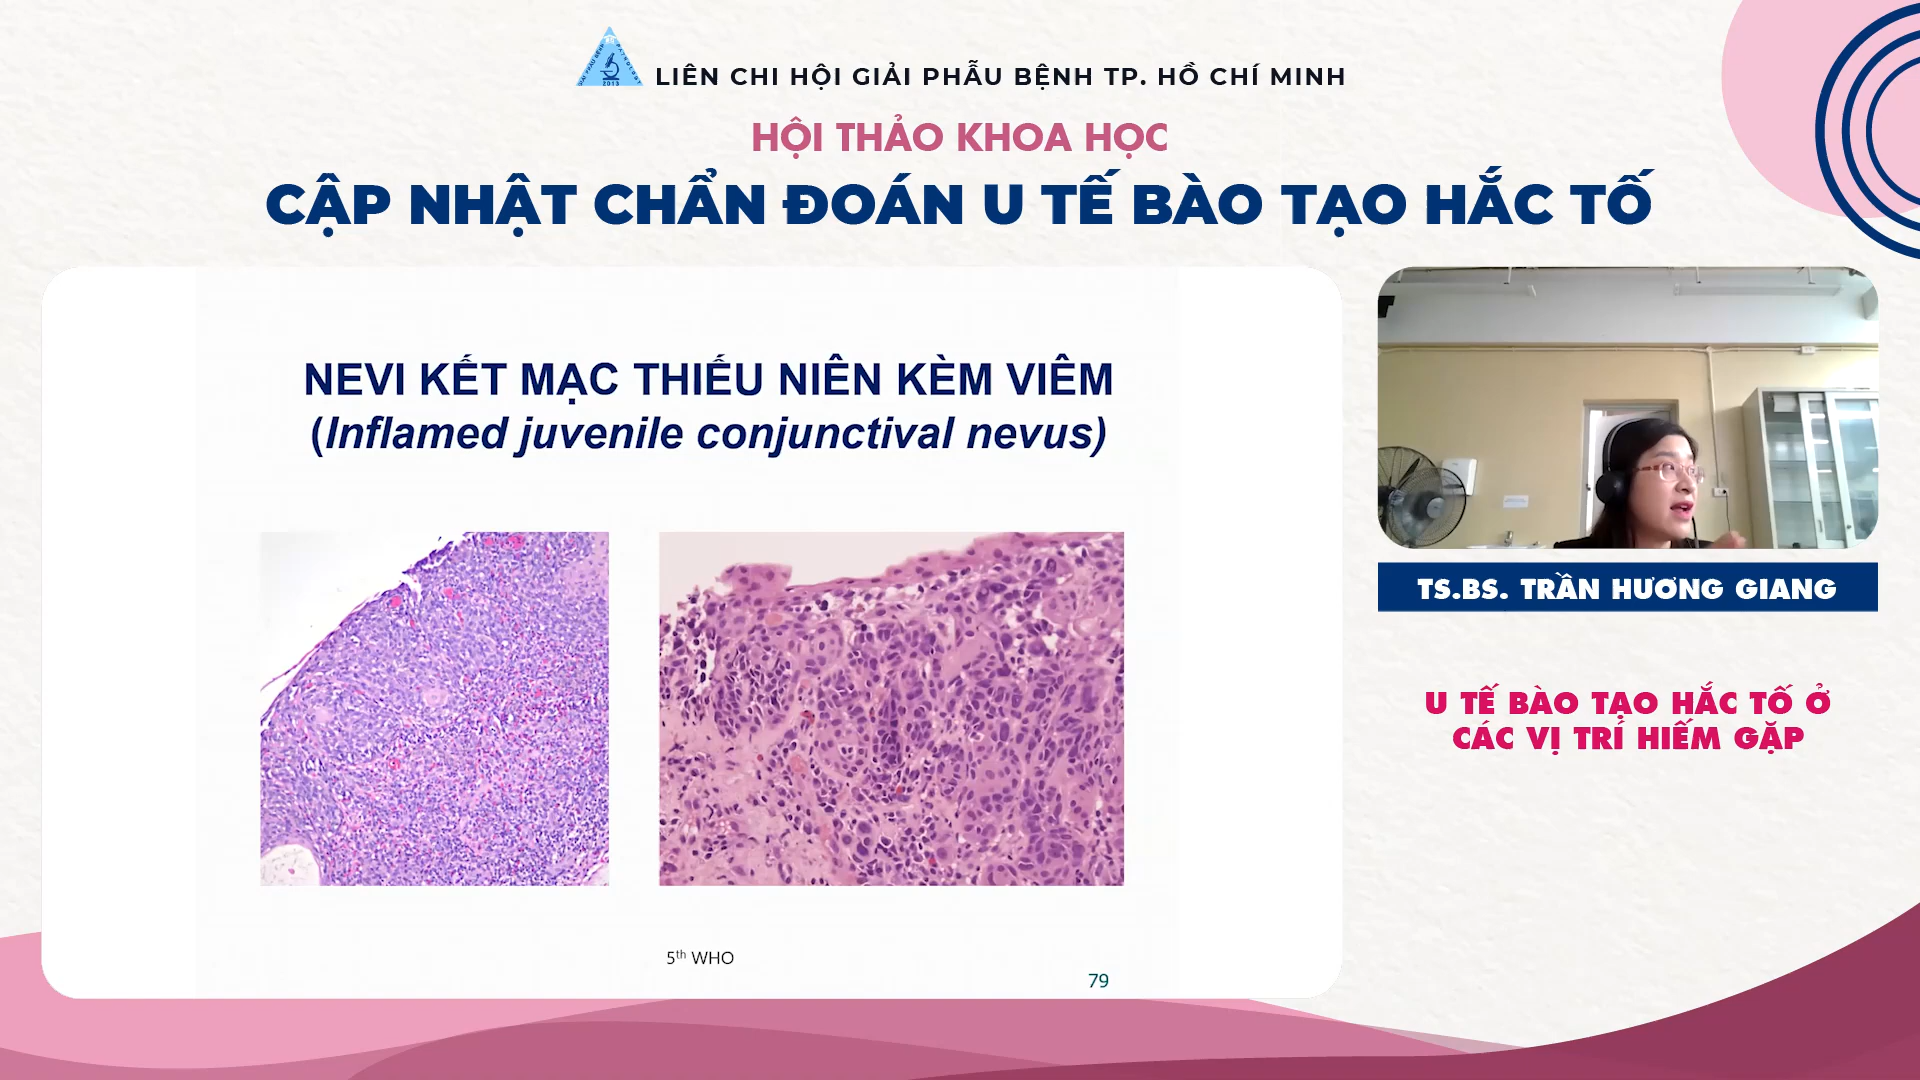 LIÊN CHI HỘI GIẢI PHẪU BỆNH TP. HỒ CHÍ MINH
HỘI THẢO KHOA HỌC
CẬP NHẬT CHẨN ĐOÁN U TẾ BÀO TẠO HẮC TỐ
NEVI KẾT MẠC THIẾU NIÊN KÈM VIÊM
(Inflamed juvenile conjunctival nevus)
5th WHO
79
TS.BS. TRẦN HƯƠNG GIANG
U TẾ BÀO TẠO HẮC TỐ Ở
CÁC VỊ TRÍ HIẾM GẶP